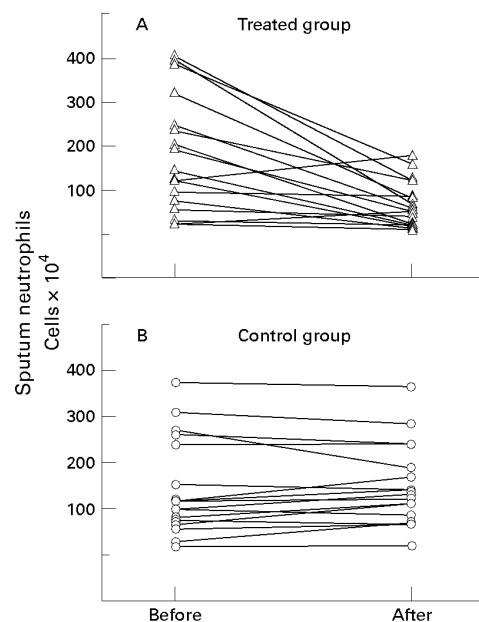 A Treated group
400
300
200
100
Sputum neutrophils
Cells × 10⁴
B Control group
400
300
200
100
Before After